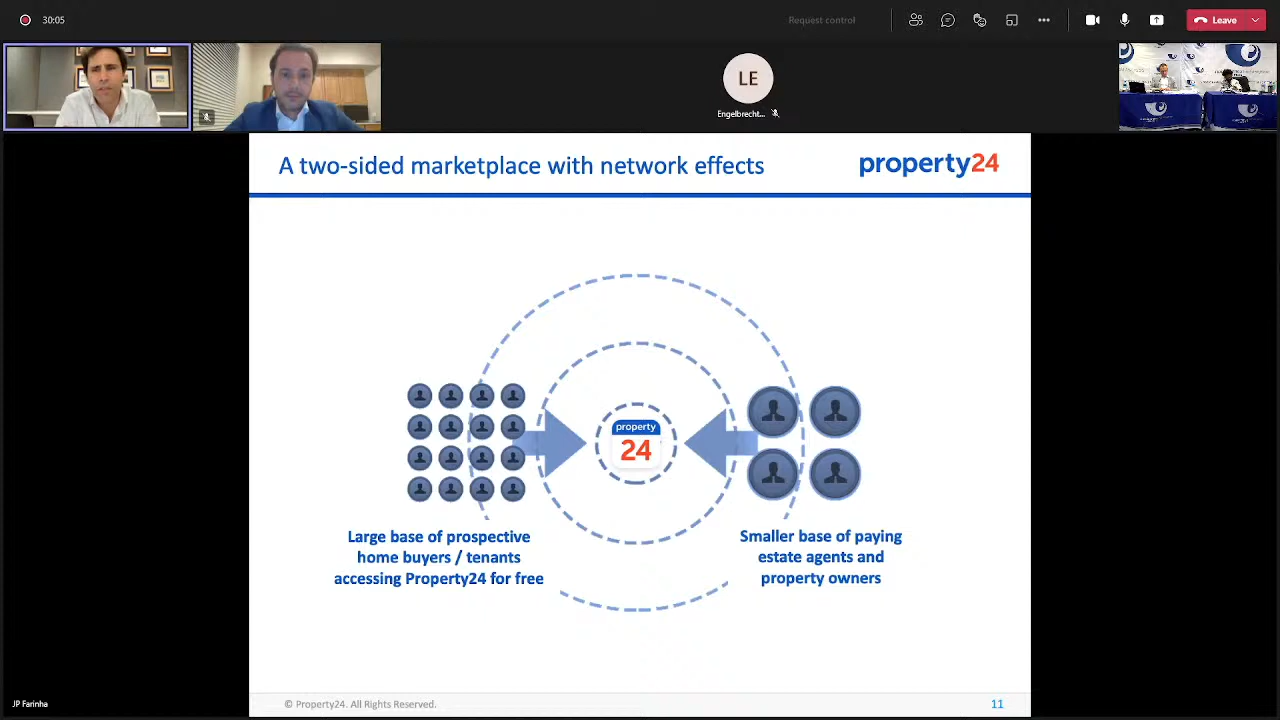 30:05
Request control
Leave
LE
Engelbrecht...
A two-sided marketplace with network effects
property24
property
24
Large base of prospective
home buyers / tenants
accessing Property24 for free
Smaller base of paying
estate agents and
property owners
JP Farinha
© Property24. All Rights Reserved.
11